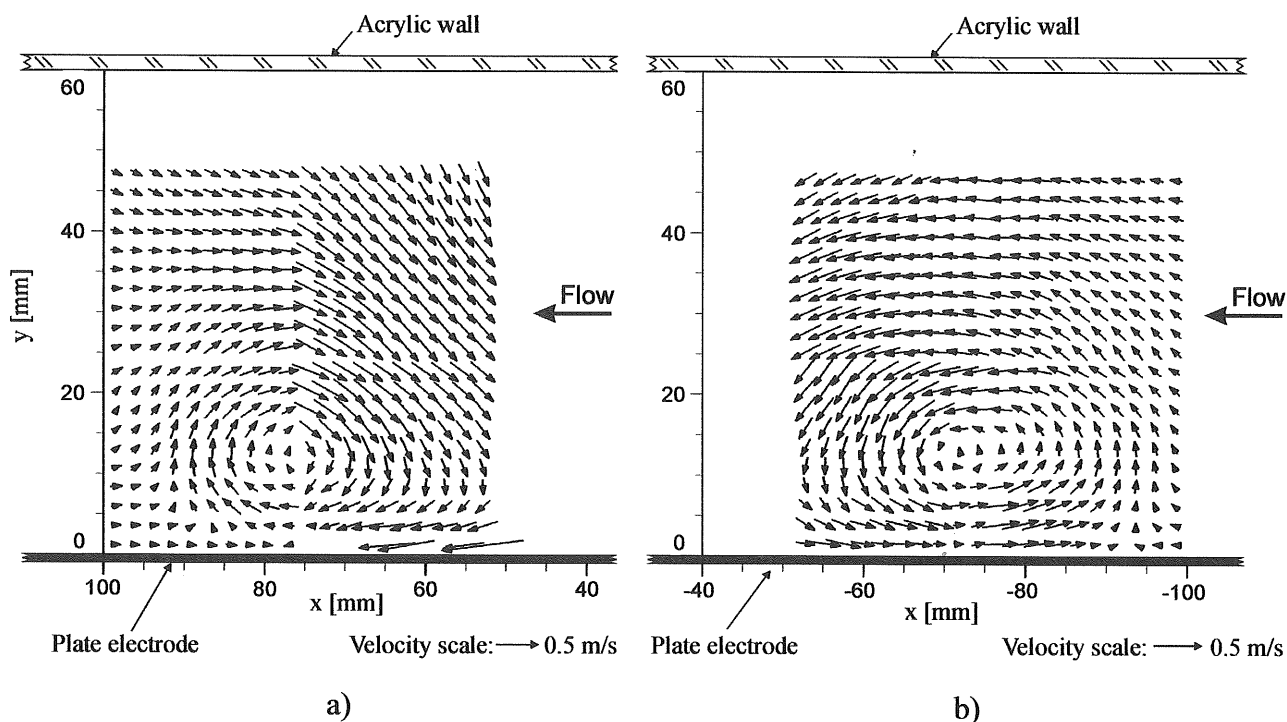 Acrylic wall
60
40
20
0
y [mm]
100 80 60 40
x [mm]
Flow
Plate electrode
Velocity scale: 0.5 m/s
a)
Acrylic wall
60
40
20
0
-40 -60 -80 -100
x [mm]
Flow
Plate electrode
Velocity scale: 0.5 m/s
b)